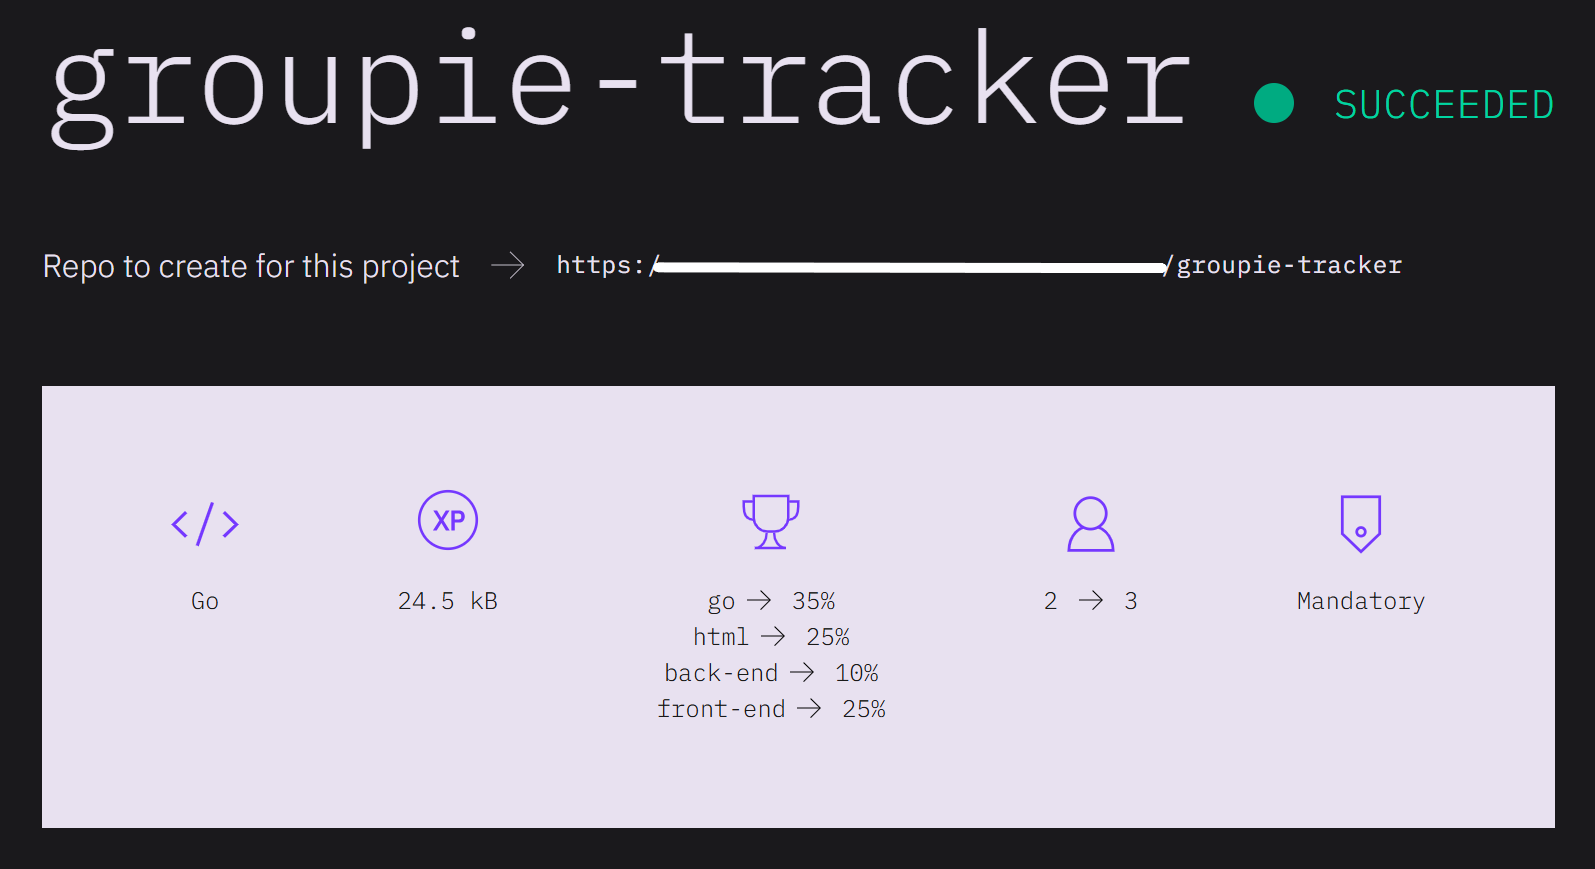 groupie-tracker SUCCEEDED
Repo to create for this project → https:/ /groupie-tracker
</> XP
Go
24.5 kB
go → 35%
html → 25%
back-end → 10%
front-end → 25%
2 → 3
Mandatory